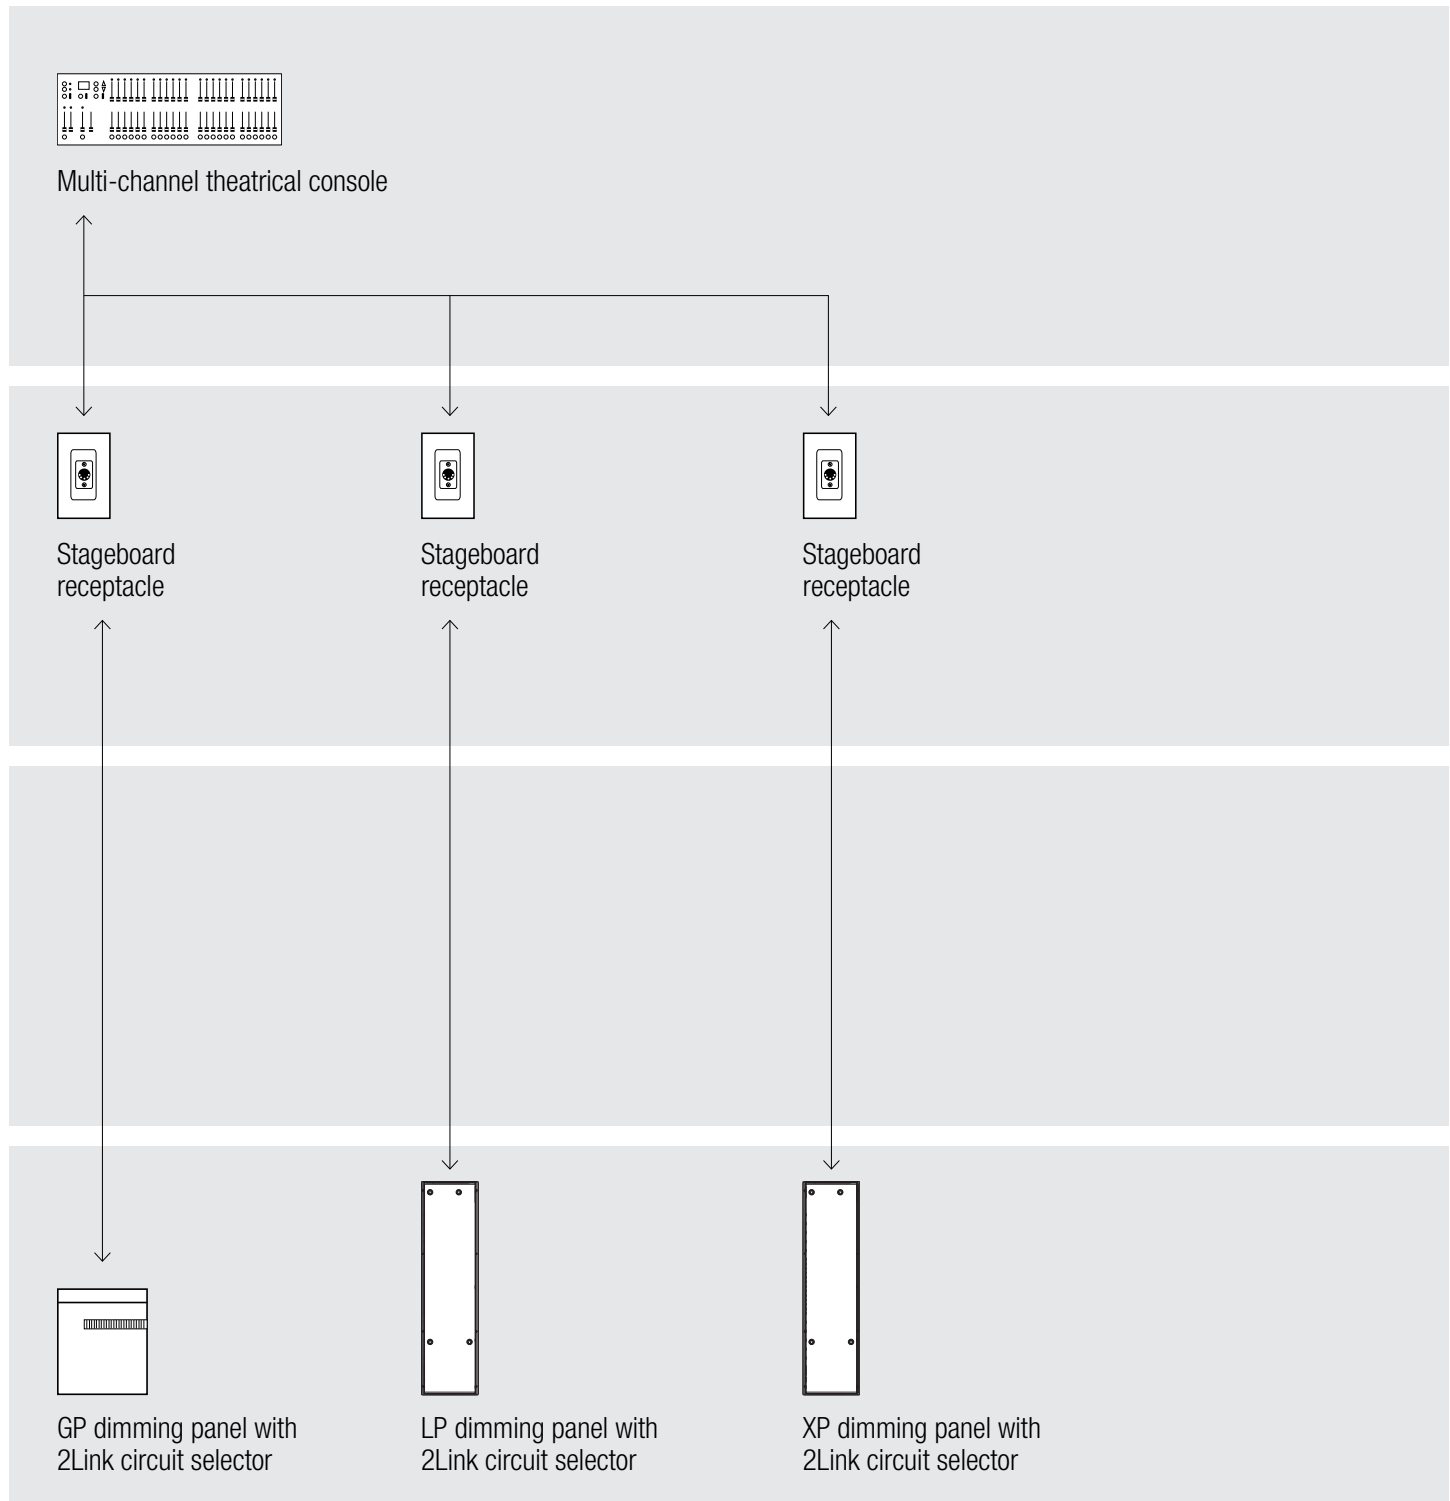 Multi-channel theatrical console
Stageboard
receptacle
Stageboard
receptacle
Stageboard
receptacle
GP dimming panel with
2Link circuit selector
LP dimming panel with
2Link circuit selector
XP dimming panel with
2Link circuit selector